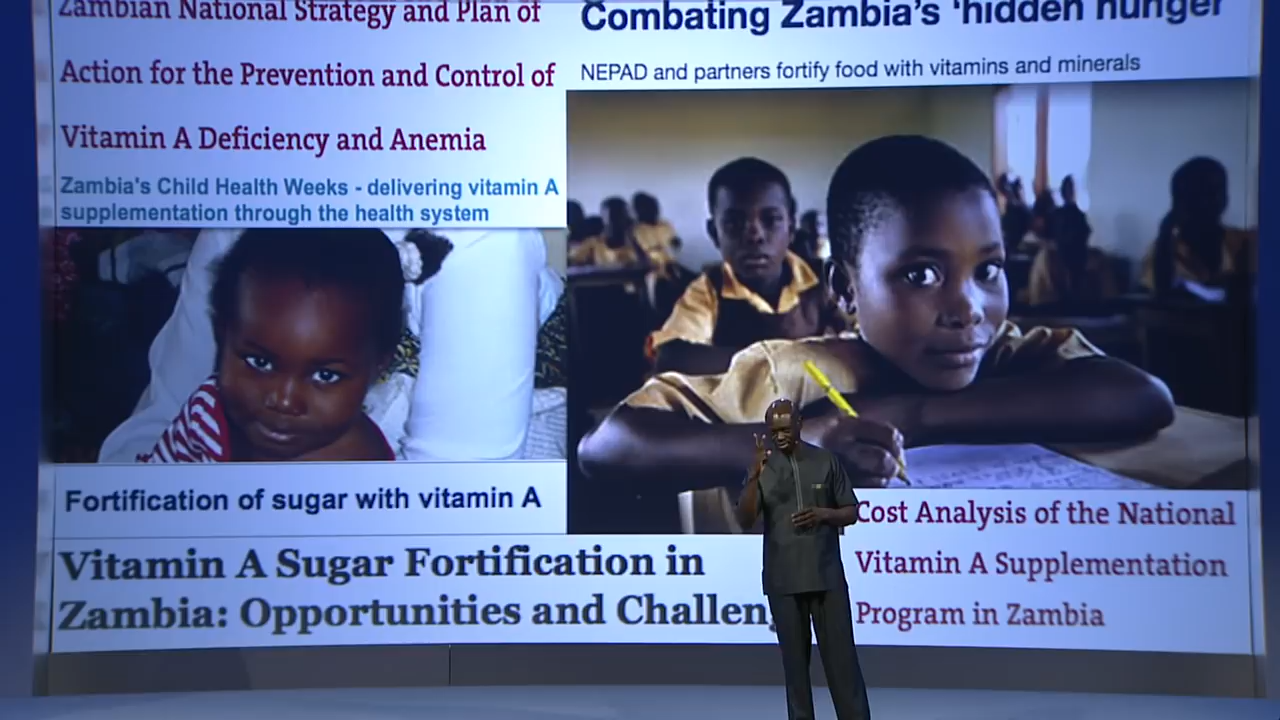 Zambian National Strategy and Plan of
Action for the Prevention and Control of
Vitamin A Deficiency and Anemia
Zambia's Child Health Weeks - delivering vitamin A
supplementation through the health system
Fortification of sugar with vitamin A
Vitamin A Sugar Fortification in
Zambia: Opportunities and Challen
Combating Zambia's 'hidden hunger
NEPAD and partners fortify food with vitamins and minerals
Cost Analysis of the National
Vitamin A Supplementation
Program in Zambia